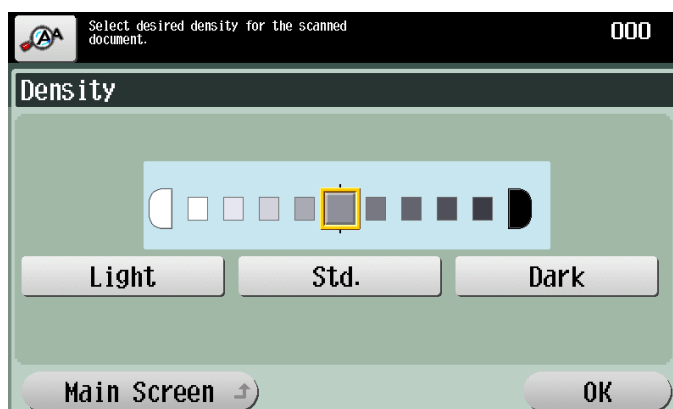 Select desired density for the scanned
document.
000
Density
Light
Std.
Dark
Main Screen
OK